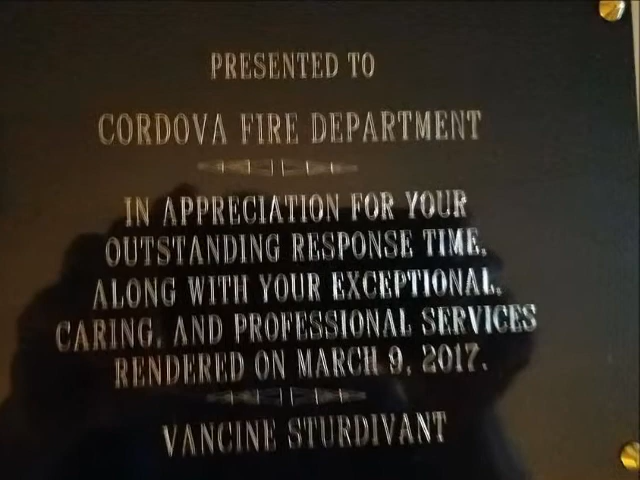 PRESENTED TO
CORDOVA FIRE DEPARTMENT
IN APPRECIATION FOR YOUR
OUTSTANDING RESPONSE TIME,
ALONG WITH YOUR EXCEPTIONAL,
CARING, AND PROFESSIONAL SERVICES
RENDERED ON MARCH 9, 2017.
VANCINE STURDIVANT